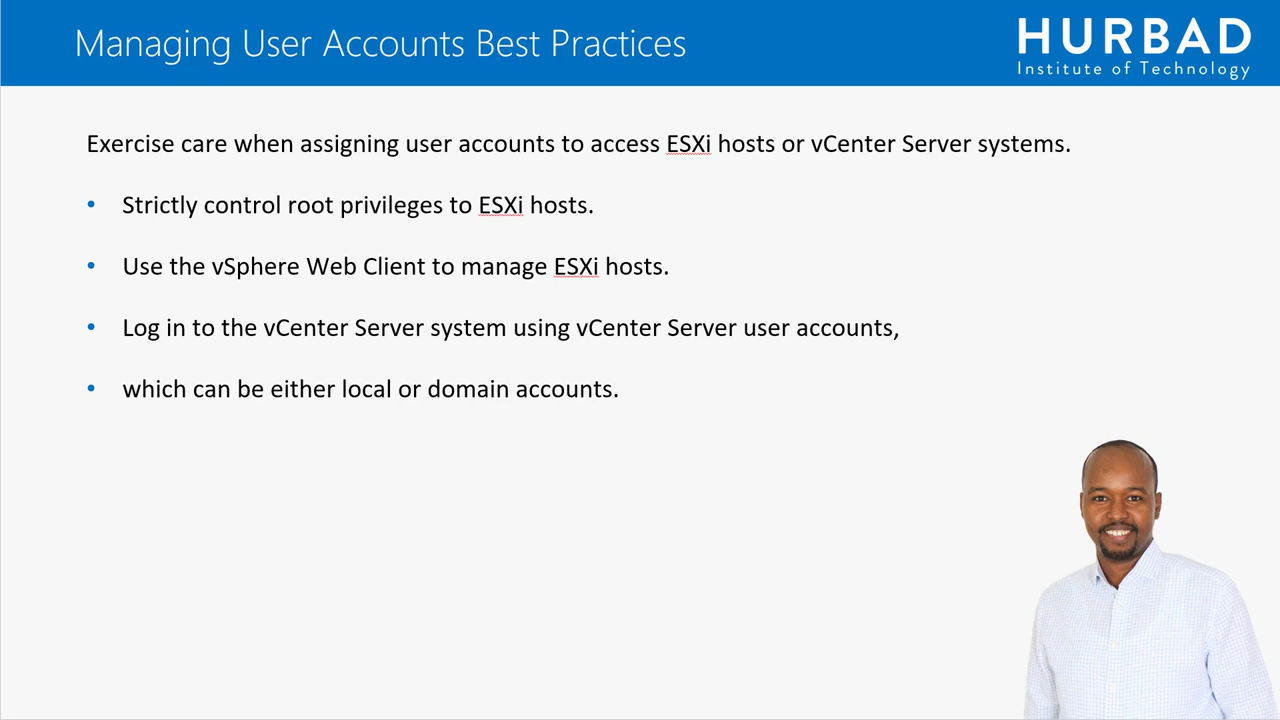 Managing User Accounts Best Practices
HURBAD
Institute of Technology
Exercise care when assigning user accounts to access ESXi hosts or vCenter Server systems.
• Strictly control root privileges to ESXi hosts.
• Use the vSphere Web Client to manage ESXi hosts.
• Log in to the vCenter Server system using vCenter Server user accounts,
• which can be either local or domain accounts.